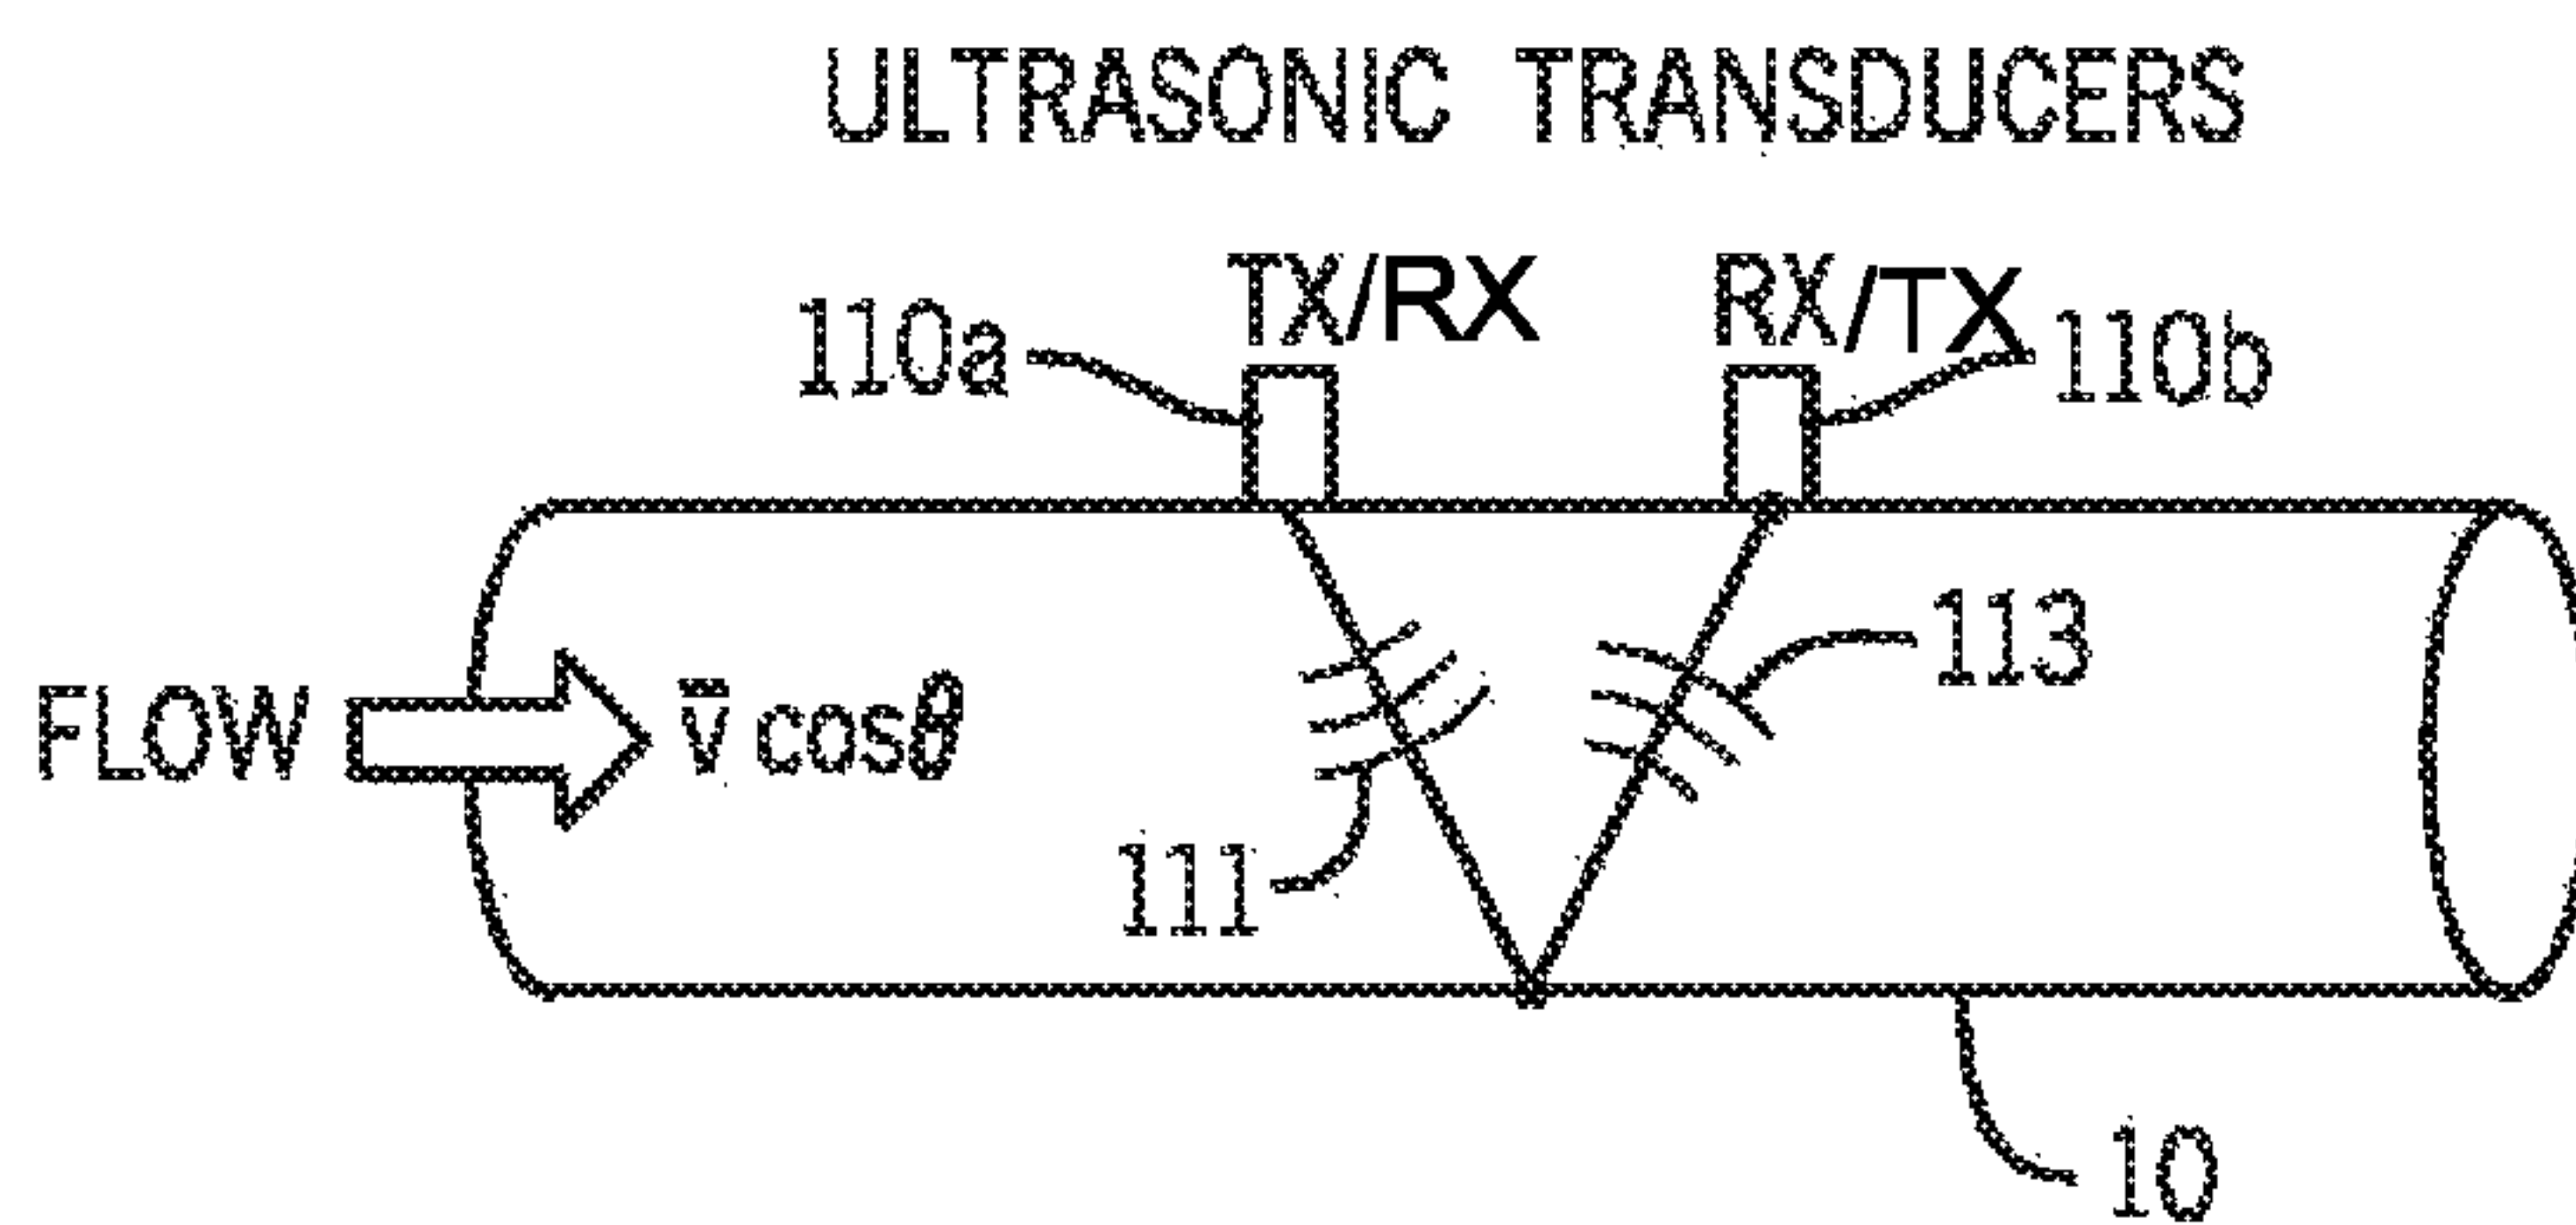 ULTRASONIC TRANSDUCERS
TX/RX RX/TX
110a 110b
113
FLOW v̅ cosθ
111
10